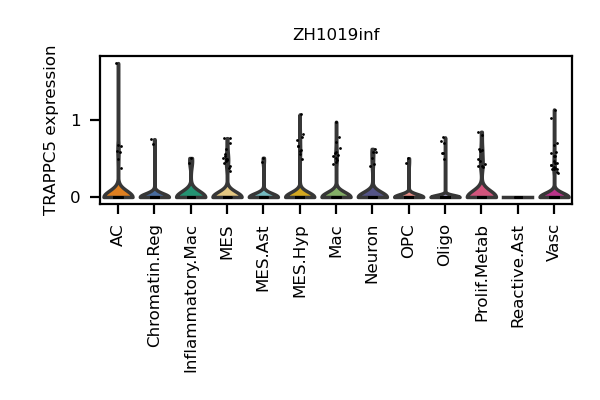 ZH1019inf
TRAPPC5 expression
1
0
AC
Chromatin.Reg
Inflammatory.Mac
MES
MES.Ast
MES.Hyp
Mac
Neuron
OPC
Oligo
Prolif.Metab
Reactive.Ast
Vasc